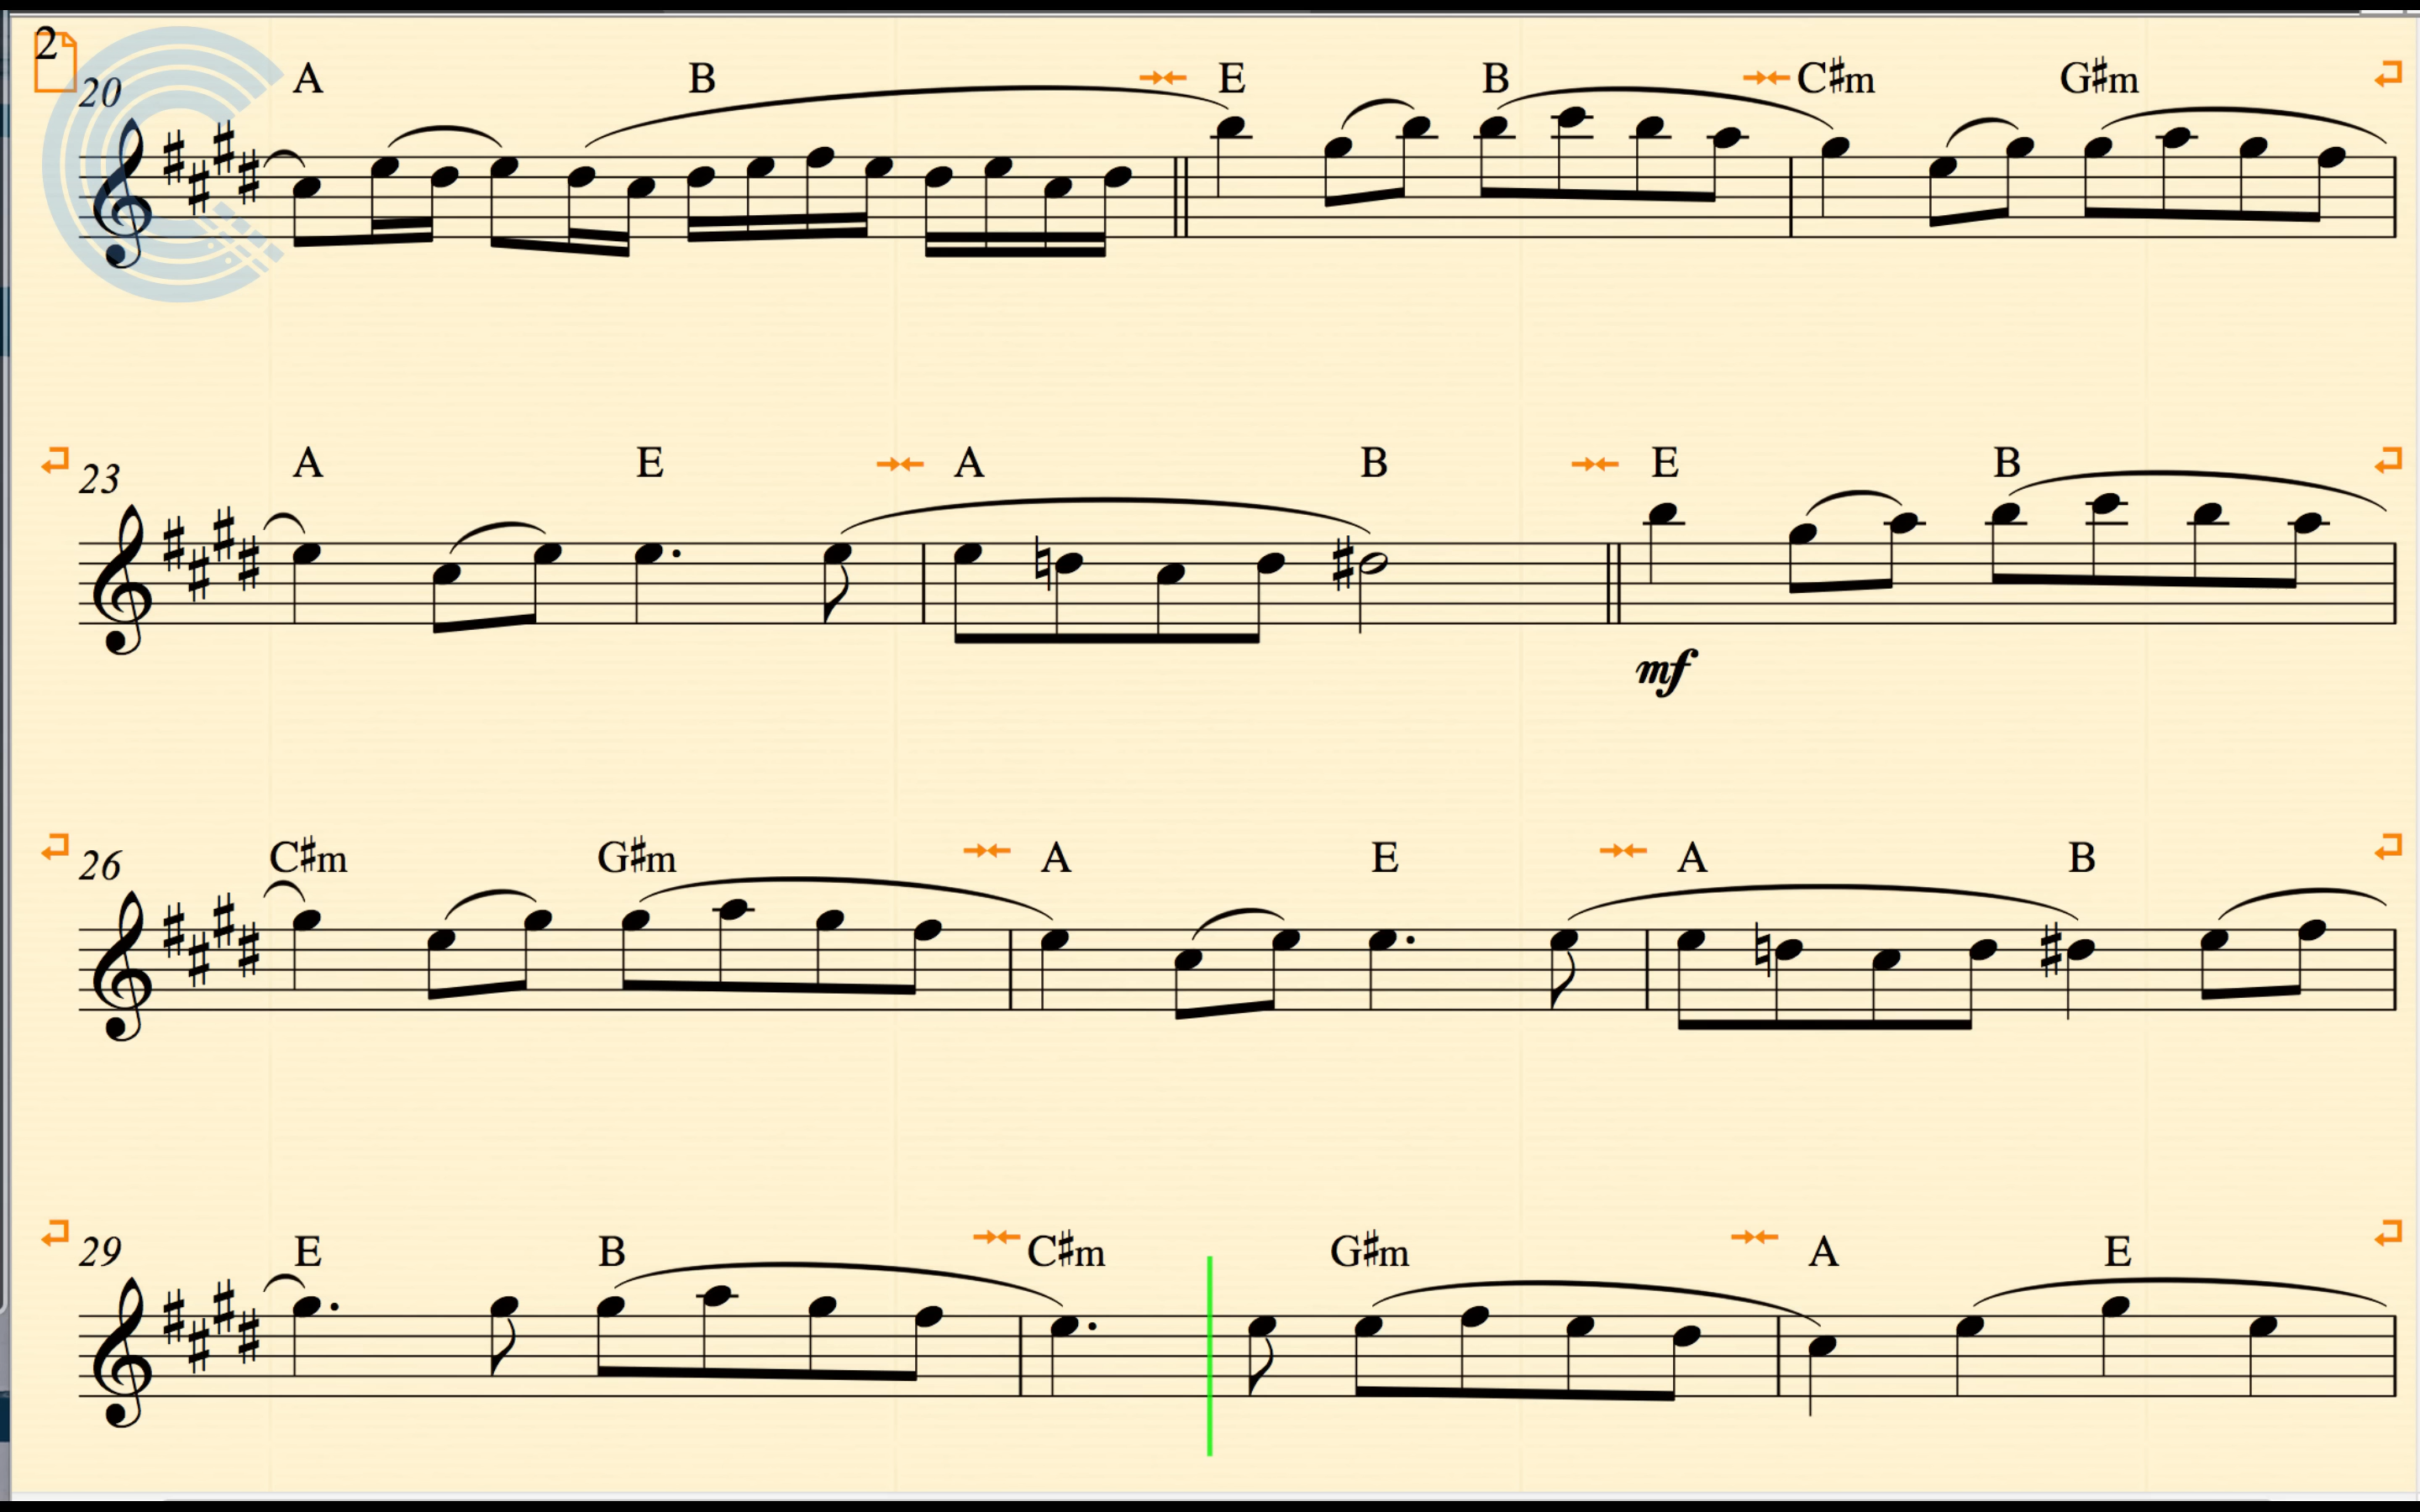 2
20 A B E B C♯m G♯m
23 A E A B E B
mf
26 C♯m G♯m A E A B
29 E B C♯m G♯m A E